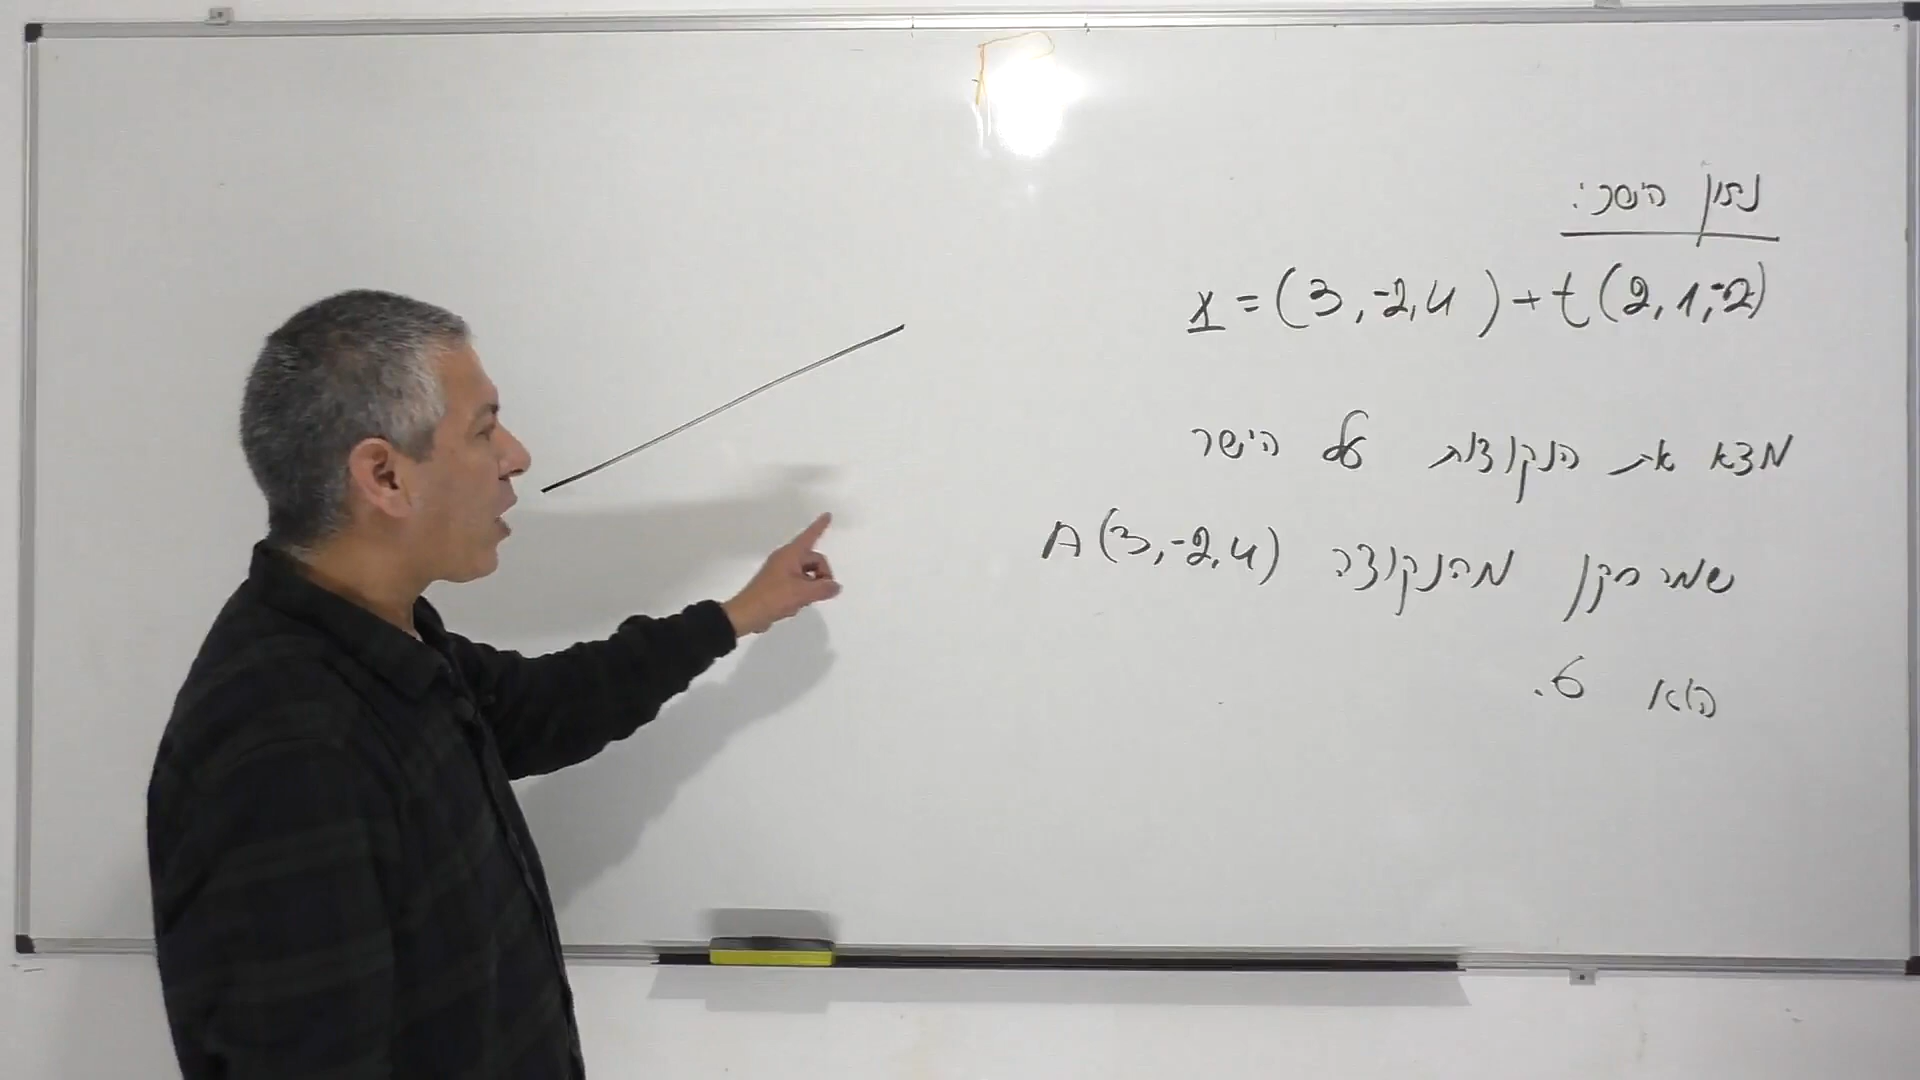 נתון הישר:
x = (3,-2,4) + t(2,1,-2)
מצא את הנקודות על הישר
שמרחקן מהנקודה A(3,-2,4)
הוא 6.